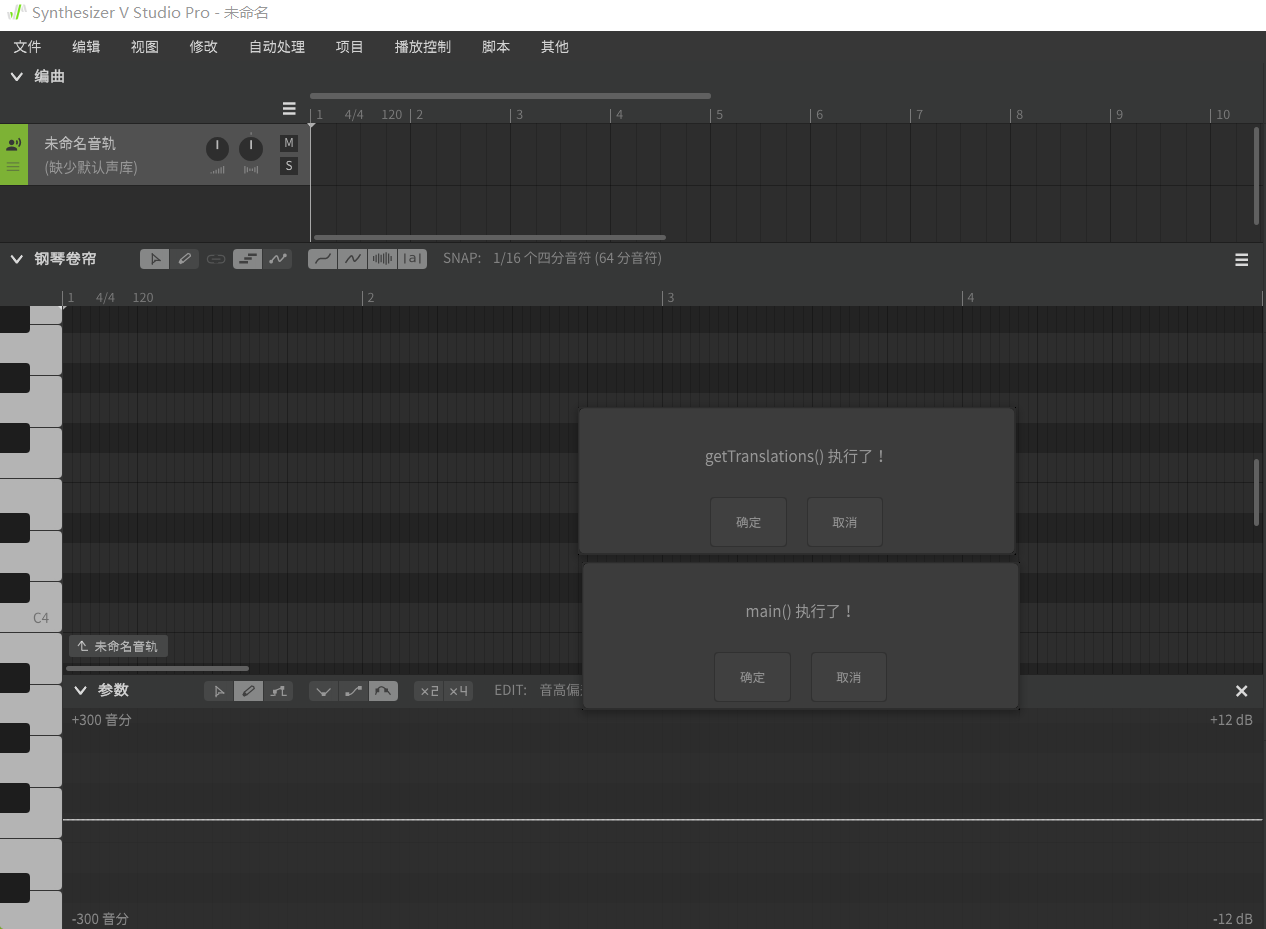 Synthesizer V Studio Pro - 未命名
文件 编辑 视图 修改 自动处理 项目 播放控制 脚本 其他
编曲
1 4/4 120 2 3 4 5 6 7 8 9 10
未命名音轨 M
(缺少默认声库) S
钢琴卷帘 |a| SNAP: 1/16 个四分音符 (64 分音符)
1 4/4 120 2 3 4
getTranslations() 执行了！
确定 取消
main() 执行了！
确定 取消
C4
未命名音轨
参数 ×2 ×4 EDIT: 音高偏
+300 音分 +12 dB
-300 音分 -12 dB